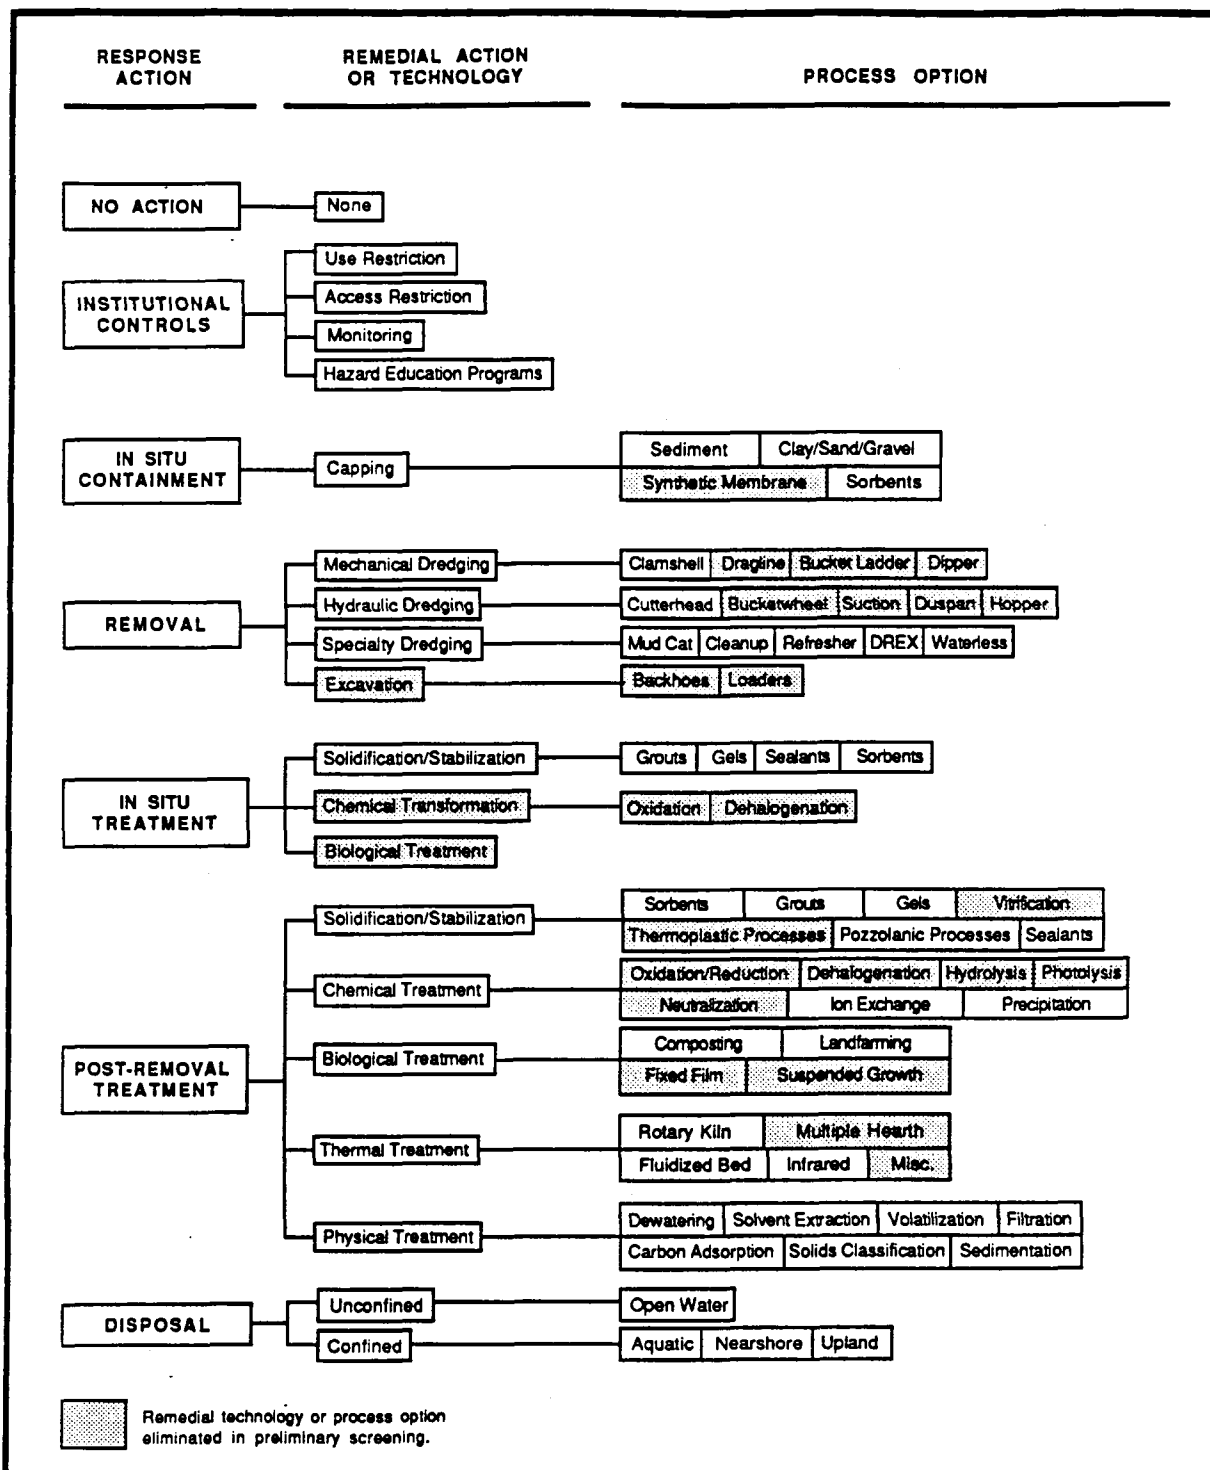 RESPONSE ACTION
REMEDIAL ACTION OR TECHNOLOGY
PROCESS OPTION
NO ACTION
None
INSTITUTIONAL CONTROLS
Use Restriction
Access Restriction
Monitoring
Hazard Education Programs
IN SITU CONTAINMENT
Capping
Sediment Clay/Sand/Gravel
Synthetic Membrane Sorbents
REMOVAL
Mechanical Dredging
Clamshell Dragline Bucket Ladder Dipper
Hydraulic Dredging
Cutterhead Bucketwheel Suction Duspan Hopper
Specialty Dredging
Mud Cat Cleanup Refresher DREX Waterless
Excavation
Backhoes Loaders
IN SITU TREATMENT
Solidification/Stabilization
Grouts Gels Sealants Sorbents
Chemical Transformation
Oxidation Dehalogenation
Biological Treatment
POST-REMOVAL TREATMENT
Solidification/Stabilization
Sorbents Grouts Gels Vitrification
Thermoplastic Processes Pozzolanic Processes Sealants
Chemical Treatment
Oxidation/Reduction Dehalogenation Hydrolysis Photolysis
Neutralization Ion Exchange Precipitation
Biological Treatment
Composting Landfarming
Fixed Film Suspended Growth
Thermal Treatment
Rotary Kiln Multiple Hearth
Fluidized Bed Infrared Misc.
Physical Treatment
Dewatering Solvent Extraction Volatilization Filtration
Carbon Adsorption Solids Classification Sedimentation
DISPOSAL
Unconfined
Open Water
Confined
Aquatic Nearshore Upland
Remedial technology or process option
eliminated in preliminary screening.